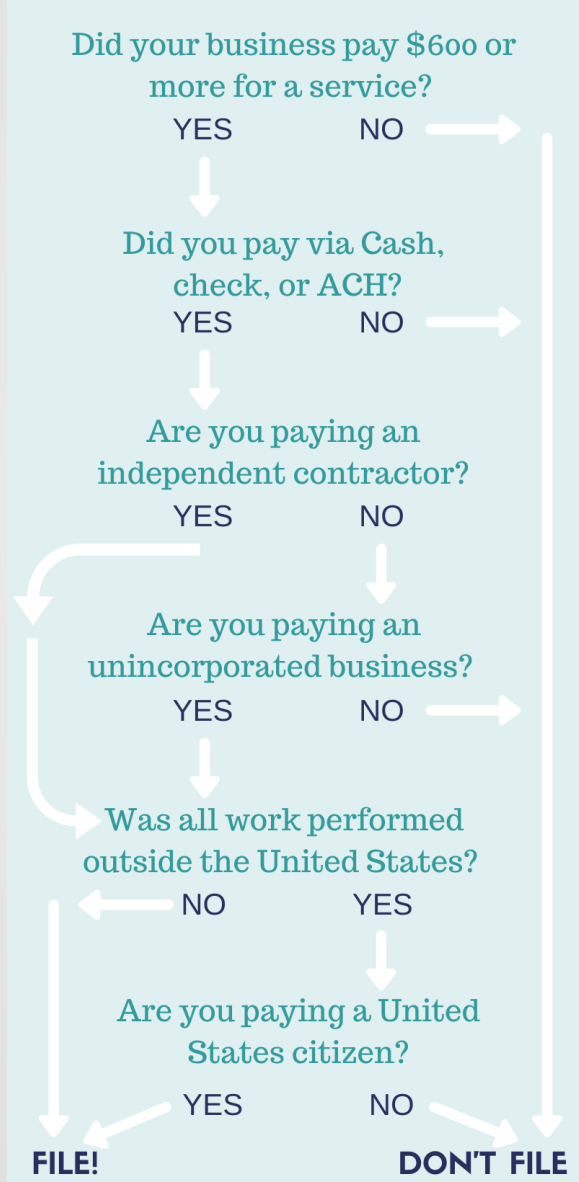 Did your business pay $600 or
more for a service?
YES NO
Did you pay via Cash,
check, or ACH?
YES NO
Are you paying an
independent contractor?
YES NO
Are you paying an
unincorporated business?
YES NO
Was all work performed
outside the United States?
NO YES
Are you paying a United
States citizen?
YES NO
FILE! DON'T FILE